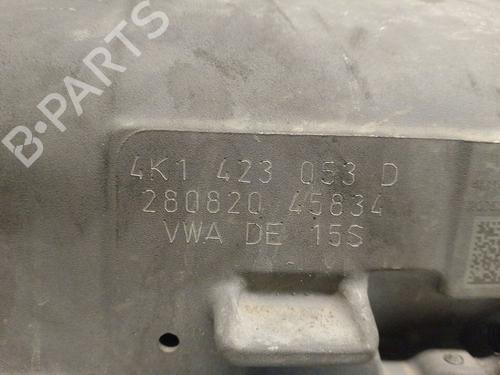 B-PARTS
4K1 423 053 D
280820 45834
VWA DE 15S